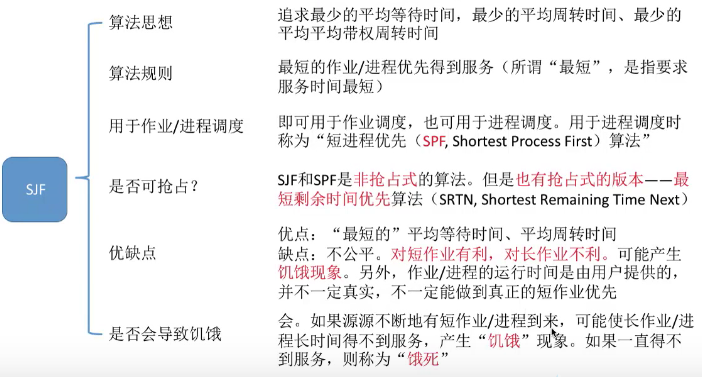 SJF
算法思想
追求最少的平均等待时间，最少的平均周转时间、最少的
平均平均带权周转时间
算法规则
最短的作业/进程优先得到服务（所谓“最短”，是指要求
服务时间最短）
用于作业/进程调度
即可用于作业调度，也可用于进程调度。用于进程调度时
称为“短进程优先（SPF, Shortest Process First）算法”
是否可抢占？
SJF和SPF是非抢占式的算法。但是也有抢占式的版本——最
短剩余时间优先算法（SRTN, Shortest Remaining Time Next）
优缺点
优点：“最短的”平均等待时间、平均周转时间
缺点：不公平。对短作业有利，对长作业不利。可能产生
饥饿现象。另外，作业/进程的运行时间是由用户提供的，
并不一定真实，不一定能做到真正的短作业优先
是否会导致饥饿
会。如果源源不断地有短作业/进程到来，可能使长作业/进
程长时间得不到服务，产生“饥饿”现象。如果一直得不
到服务，则称为“饿死”